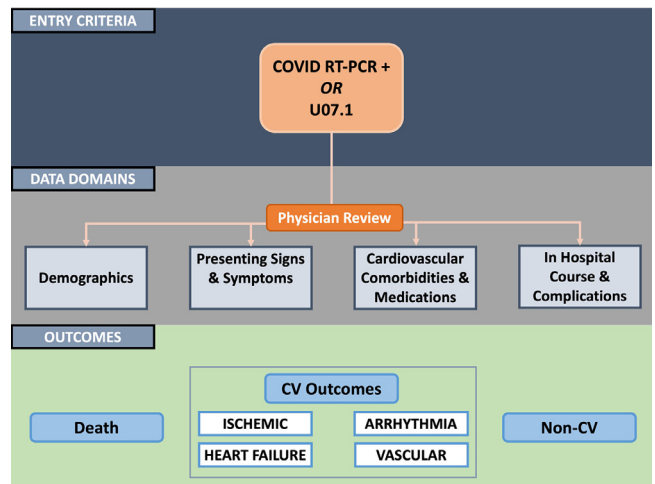 ENTRY CRITERIA
COVID RT-PCR +
OR
U07.1
DATA DOMAINS
Physician Review
Demographics
Presenting Signs
& Symptoms
Cardiovascular
Comorbidities &
Medications
In Hospital
Course &
Complications
OUTCOMES
Death
CV Outcomes
ISCHEMIC
ARRHYTHMIA
HEART FAILURE
VASCULAR
Non-CV